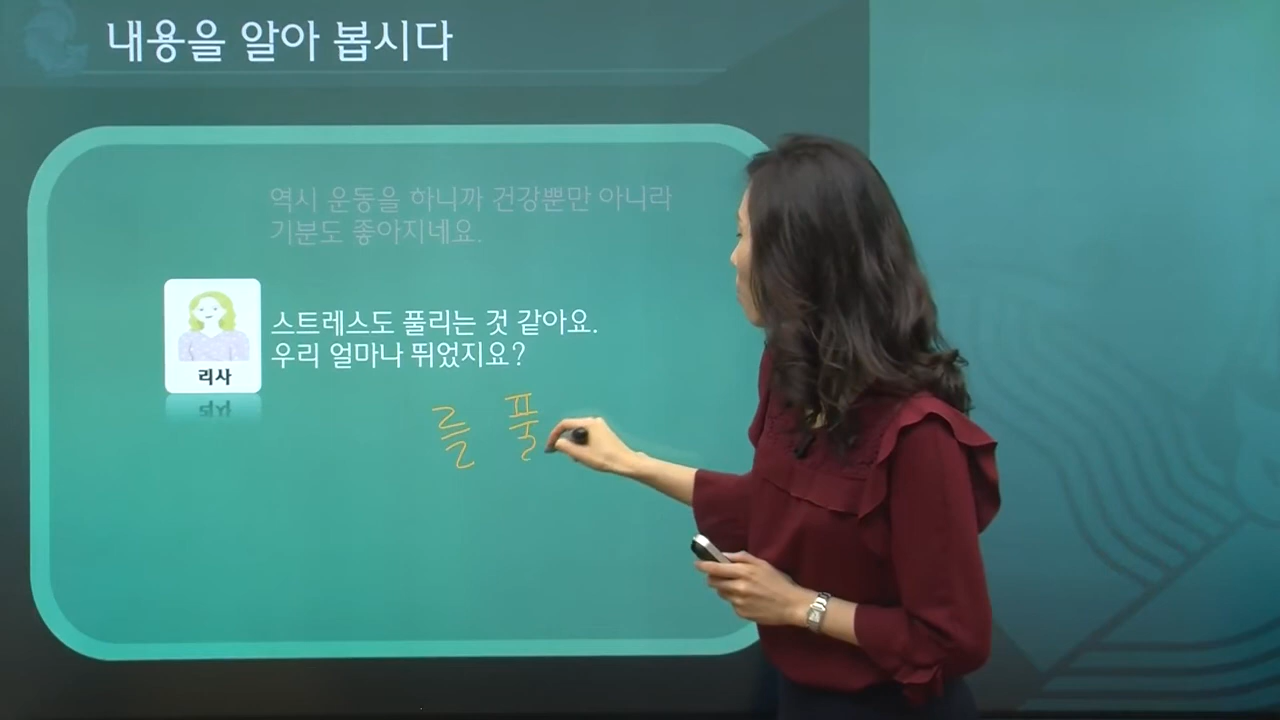 내용을 알아 봅시다
역시 운동을 하니까 건강뿐만 아니라
기분도 좋아지네요.
스트레스도 풀리는 것 같아요.
우리 얼마나 뛰었지요?
리사
를 풀